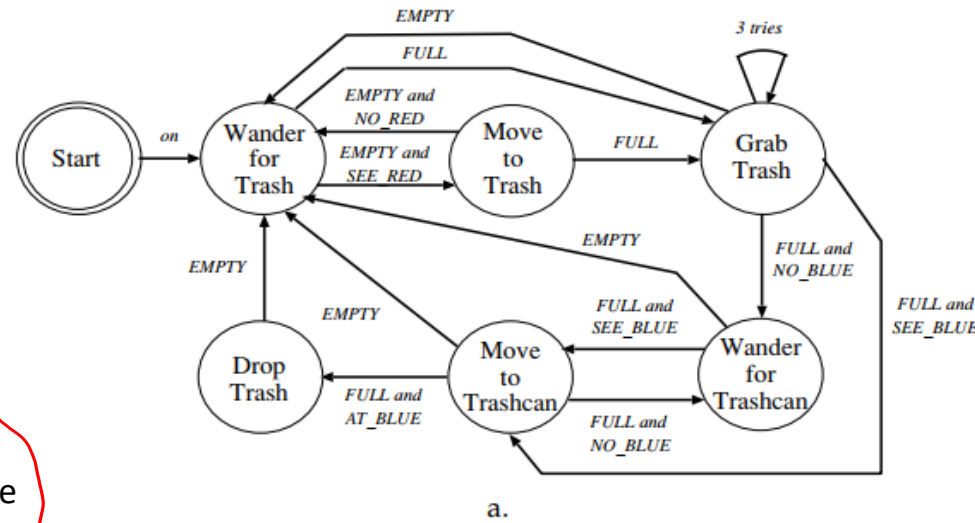 EMPTY
3 tries
FULL
EMPTY and
NO_RED
Start
on
Wander
for
Trash
EMPTY and
SEE_RED
Move
to
Trash
FULL
Grab
Trash
EMPTY
EMPTY
EMPTY
FULL and
NO_BLUE
FULL and
SEE_BLUE
FULL and
SEE_BLUE
Drop
Trash
FULL and
AT_BLUE
Move
to
Trashcan
FULL and
NO_BLUE
Wander
for
Trashcan
e
a.